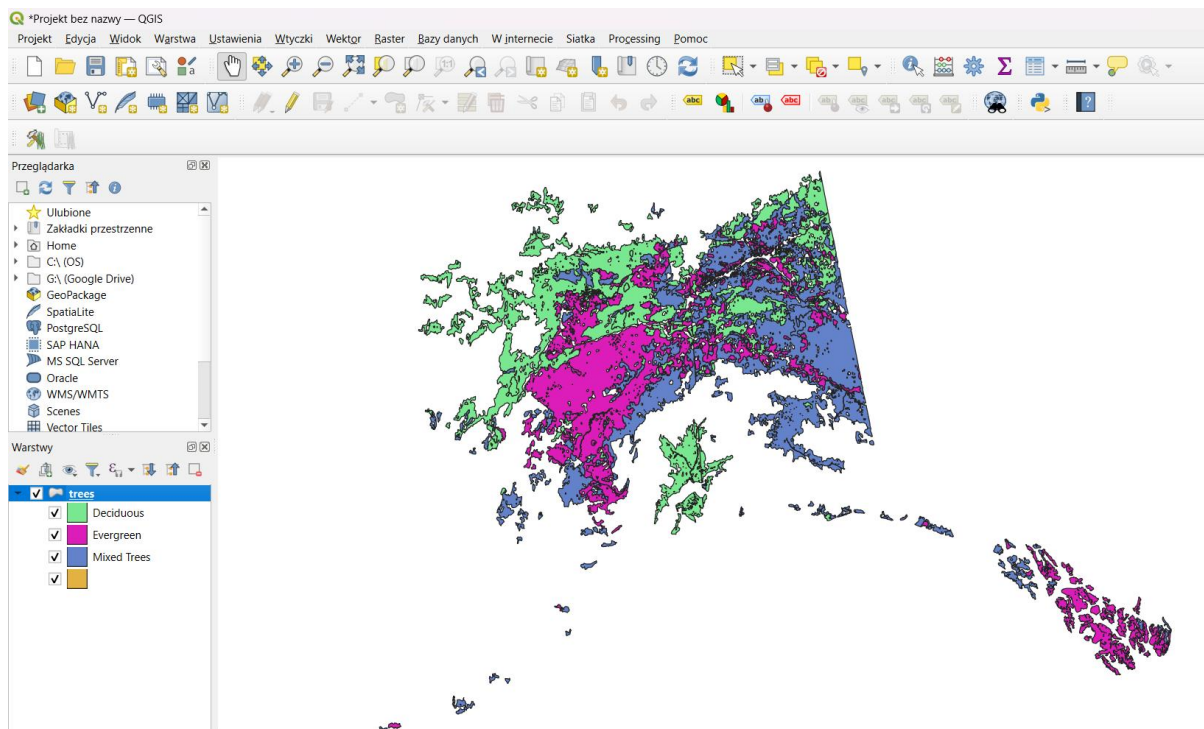 *Projekt bez nazwy — QGIS
Projekt Edycja Widok Warstwa Ustawienia Wtyczki Wektor Raster Bazy danych W internecie Siatka Processing Pomoc
Przeglądarka
Ulubione
Zakładki przestrzenne
Home
C:\ (OS)
G:\ (Google Drive)
GeoPackage
SpatiaLite
PostgreSQL
SAP HANA
MS SQL Server
Oracle
WMS/WMTS
Scenes
Vector Tiles
Warstwy
trees
Deciduous
Evergreen
Mixed Trees